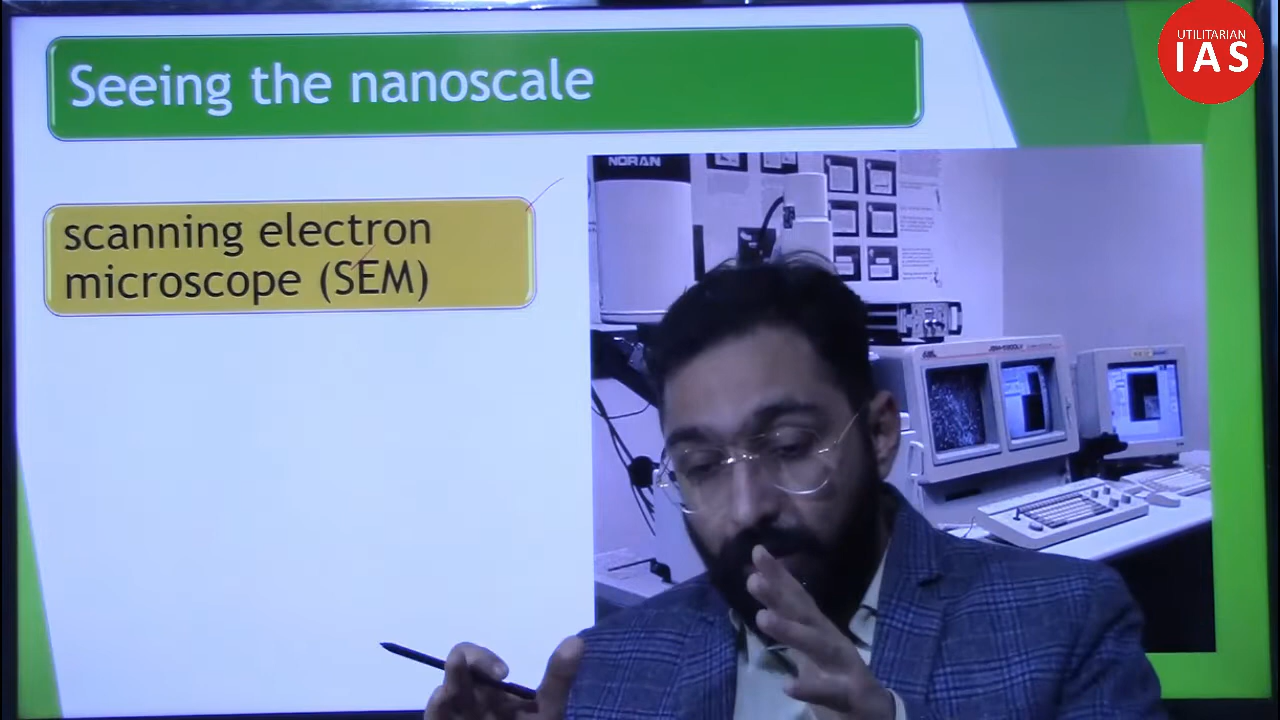 Seeing the nanoscale
UTILITARIAN
IAS
NORAN
scanning electron
microscope (SEM)